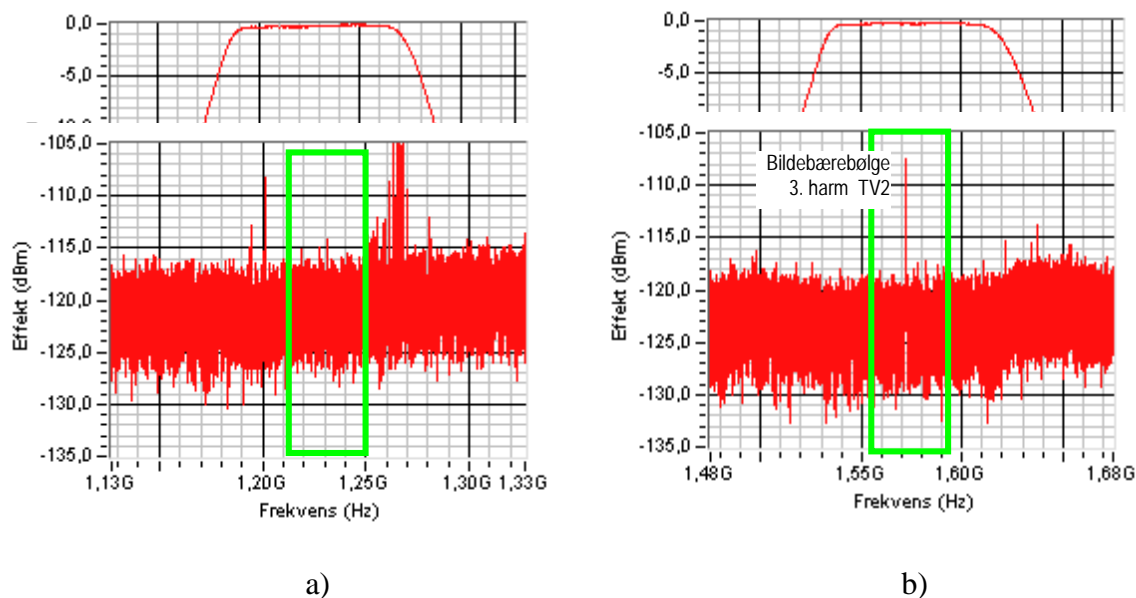 0,0
-5,0
-105,0
-110,0
-115,0
-120,0
-125,0
-130,0
-135,0
Effekt (dBm)
1,13G 1,20G 1,25G 1,30G 1,33G
Frekvens (Hz)
a)
0,0
-5,0
-105,0
-110,0
-115,0
-120,0
-125,0
-130,0
-135,0
Effekt (dBm)
Bildebærebølge
3. harm TV2
1,48G 1,55G 1,60G 1,68G
Frekvens (Hz)
b)